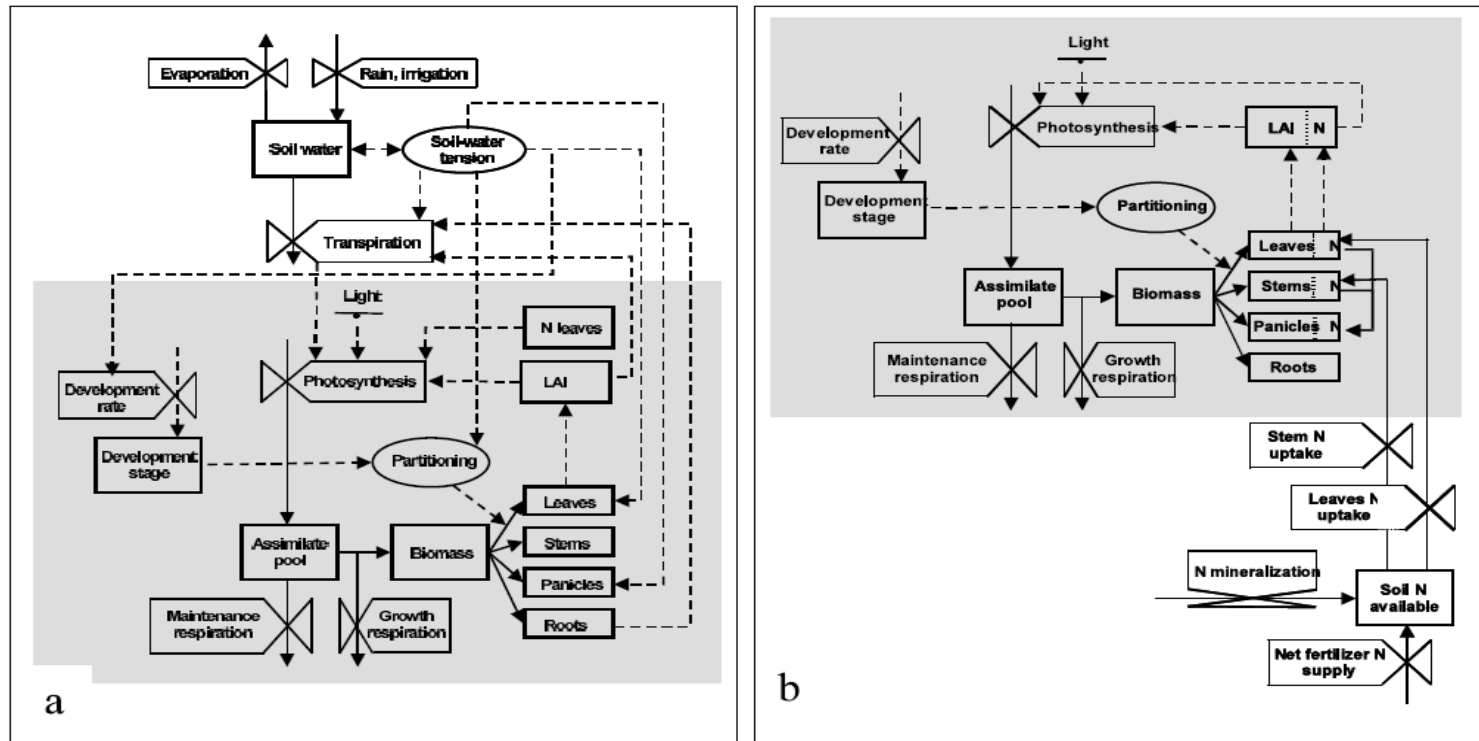 Evaporation
Rain, irrigation
Soil water
Soil-water
tension
Transpiration
Light
N leaves
Photosynthesis
LAI
Development
rate
Development
stage
Partitioning
Leaves
Assimilate
pool
Biomass
Stems
Panicles
Maintenance
respiration
Growth
respiration
Roots
a
Light
Development
rate
Photosynthesis
LAI N
Development
stage
Partitioning
Leaves N
Assimilate
pool
Biomass
Stems N
Panicles N
Maintenance
respiration
Growth
respiration
Roots
Stem N
uptake
Leaves N
uptake
N mineralization
Soil N
available
Net fertilizer N
supply
b